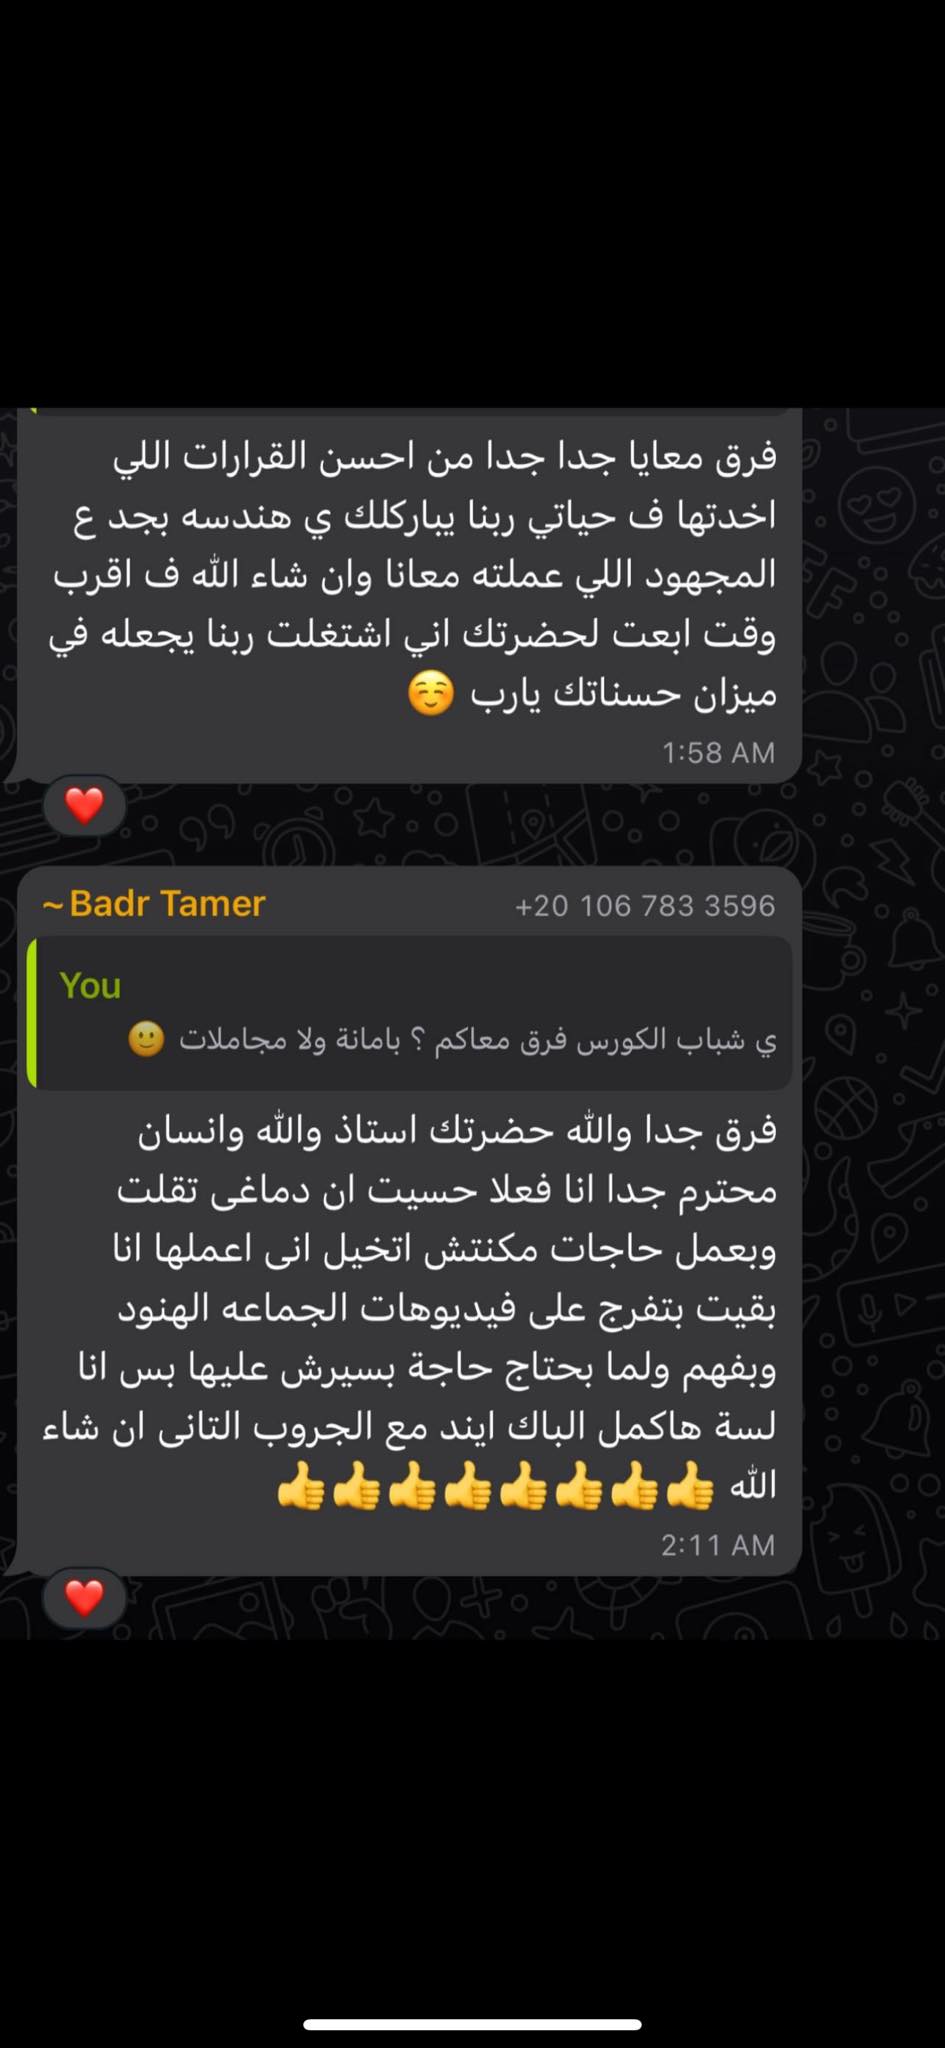 فرق معايا جدا جدا من احسن القرارات اللي
اخدتها ف حياتي ربنا يباركلك ي هندسه بجد ع
المجهود اللي عملته معانا وان شاء الله ف اقرب
وقت ابعت لحضرتك اني اشتغلت ربنا يجعله في
ميزان حسناتك يارب ☺️
1:58 AM
❤️
~Badr Tamer +20 106 783 3596
You
ي شباب الكورس فرق معاكم ؟ بامانة ولا مجاملات 🙂
فرق جدا والله حضرتك استاذ والله وانسان
محترم جدا انا فعلا حسيت ان دماغى تقلت
وبعمل حاجات مكنتش اتخيل انى اعملها انا
بقيت بتفرج على فيديوهات الجماعه الهنود
وبفهم ولما بحتاج حاجة بسيرش عليها بس انا
لسة هاكمل الباك ايند مع الجروب التانى ان شاء
الله 👍👍👍👍👍👍👍👍
2:11 AM
❤️